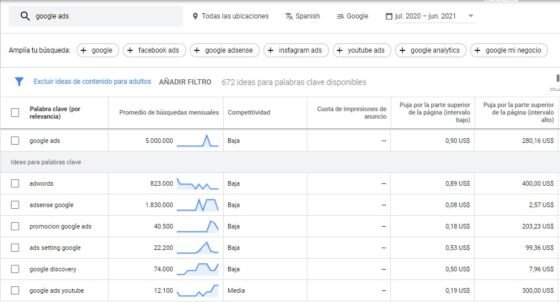 google ads
Todas las ubicaciones
Spanish
Google
jul. 2020 – jun. 2021
Amplía tu búsqueda:
+ google
+ facebook ads
+ google adsense
+ instagram ads
+ youtube ads
+ google analytics
+ google mi negocio
Excluir ideas de contenido para adultos
AÑADIR FILTRO
672 ideas para palabras clave disponibles
Palabra clave (por relevancia)
Promedio de búsquedas mensuales
Competitividad
Cuota de impresiones de anuncio
Puja por la parte superior de la página (intervalo bajo)
Puja por la parte superior de la página (intervalo alto)
google ads 5.000.000 Baja – 0,90 US$ 280,16 US$
Ideas para palabras clave
adwords 823.000 Baja – 0,89 US$ 400,00 US$
adsense google 1.830.000 Baja – 0,08 US$ 2,57 US$
promocion google ads 40.500 Baja – 0,18 US$ 203,23 US$
ads setting google 22.200 Baja – 0,53 US$ 99,36 US$
google discovery 74.000 Baja – 0,50 US$ 7,96 US$
google ads youtube 12.100 Media – 0,19 US$ 300,00 US$